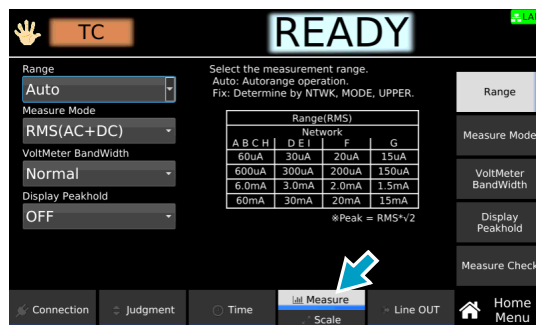 TC
READY
LAN
Range
Auto
Measure Mode
RMS(AC+DC)
VoltMeter BandWidth
Normal
Display Peakhold
OFF
Select the measurement range.
Auto: Autorange operation.
Fix: Determine by NTWK, MODE, UPPER.
Range(RMS)
Network
A B C H D E I F G
60uA 30uA 20uA 15uA
600uA 300uA 200uA 150uA
6.0mA 3.0mA 2.0mA 1.5mA
60mA 30mA 20mA 15mA
※Peak = RMS*√2
Range
Measure Mode
VoltMeter
BandWidth
Display
Peakhold
Measure Check
Connection
Judgment
Time
Measure
Scale
Line OUT
Home
Menu